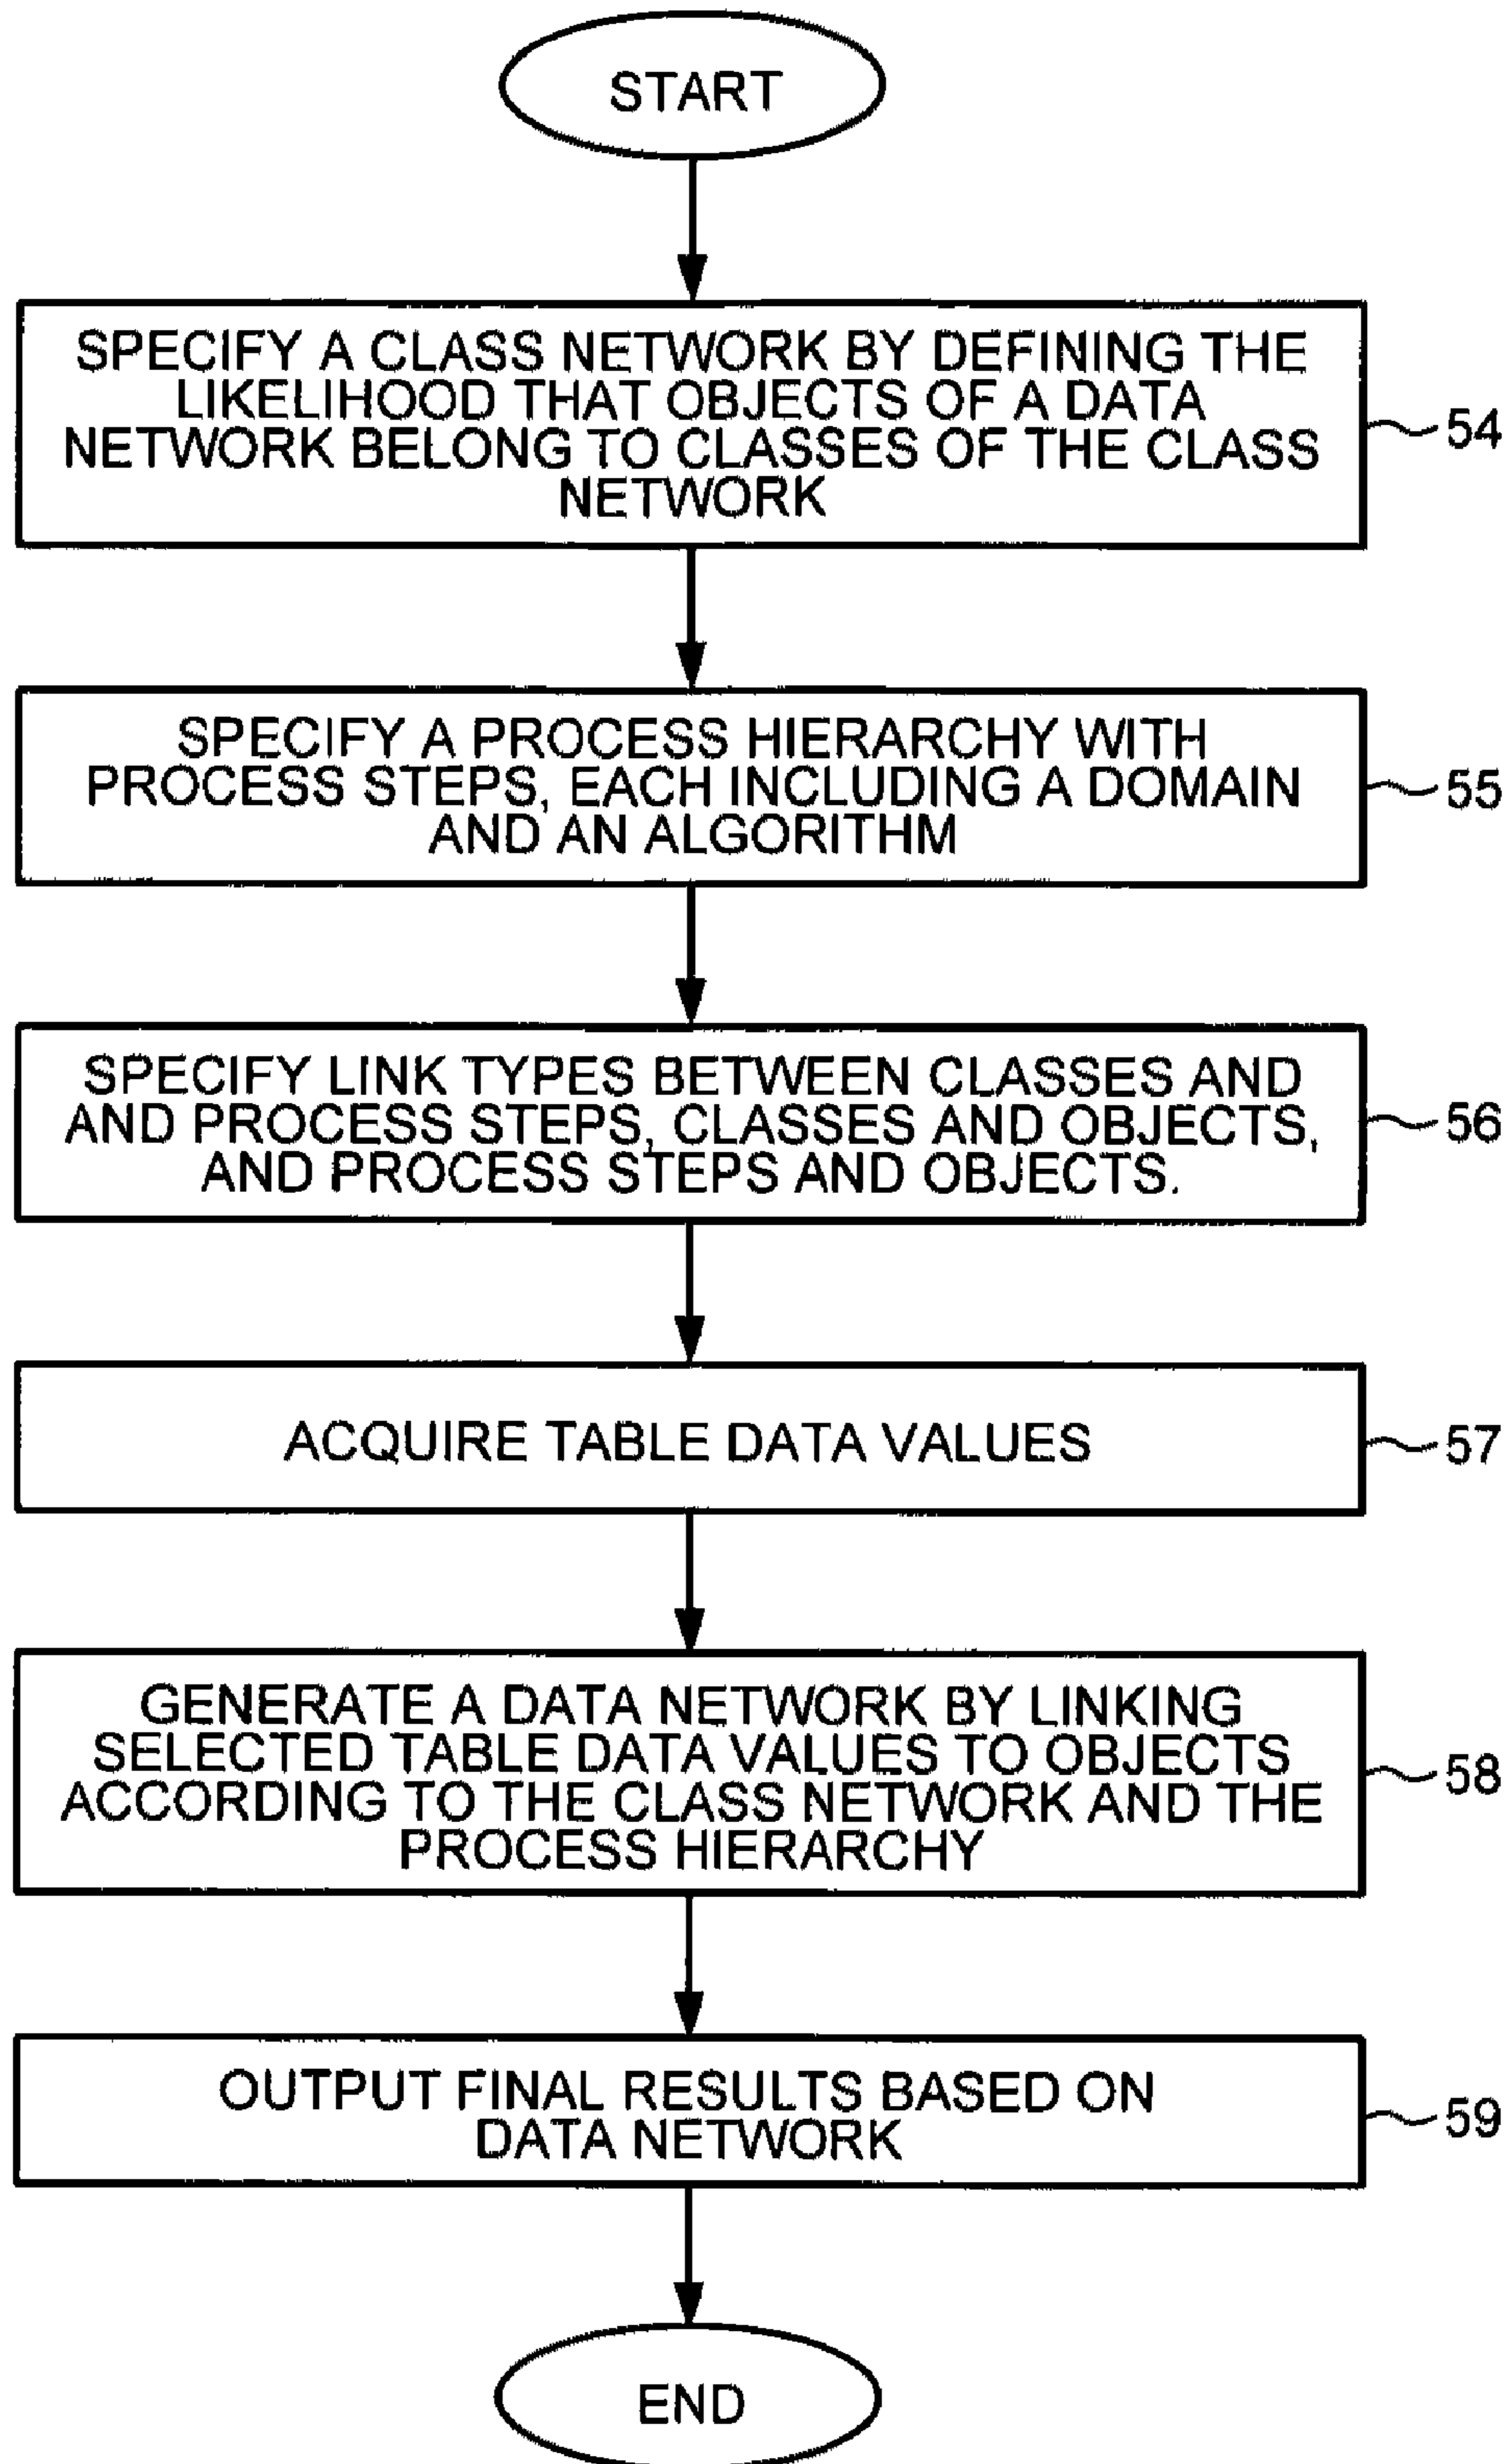 START
SPECIFY A CLASS NETWORK BY DEFINING THE
LIKELIHOOD THAT OBJECTS OF A DATA
NETWORK BELONG TO CLASSES OF THE CLASS
NETWORK
54
SPECIFY A PROCESS HIERARCHY WITH
PROCESS STEPS, EACH INCLUDING A DOMAIN
AND AN ALGORITHM
55
SPECIFY LINK TYPES BETWEEN CLASSES AND
AND PROCESS STEPS, CLASSES AND OBJECTS,
AND PROCESS STEPS AND OBJECTS.
56
ACQUIRE TABLE DATA VALUES
57
GENERATE A DATA NETWORK BY LINKING
SELECTED TABLE DATA VALUES TO OBJECTS
ACCORDING TO THE CLASS NETWORK AND THE
PROCESS HIERARCHY
58
OUTPUT FINAL RESULTS BASED ON
DATA NETWORK
59
END